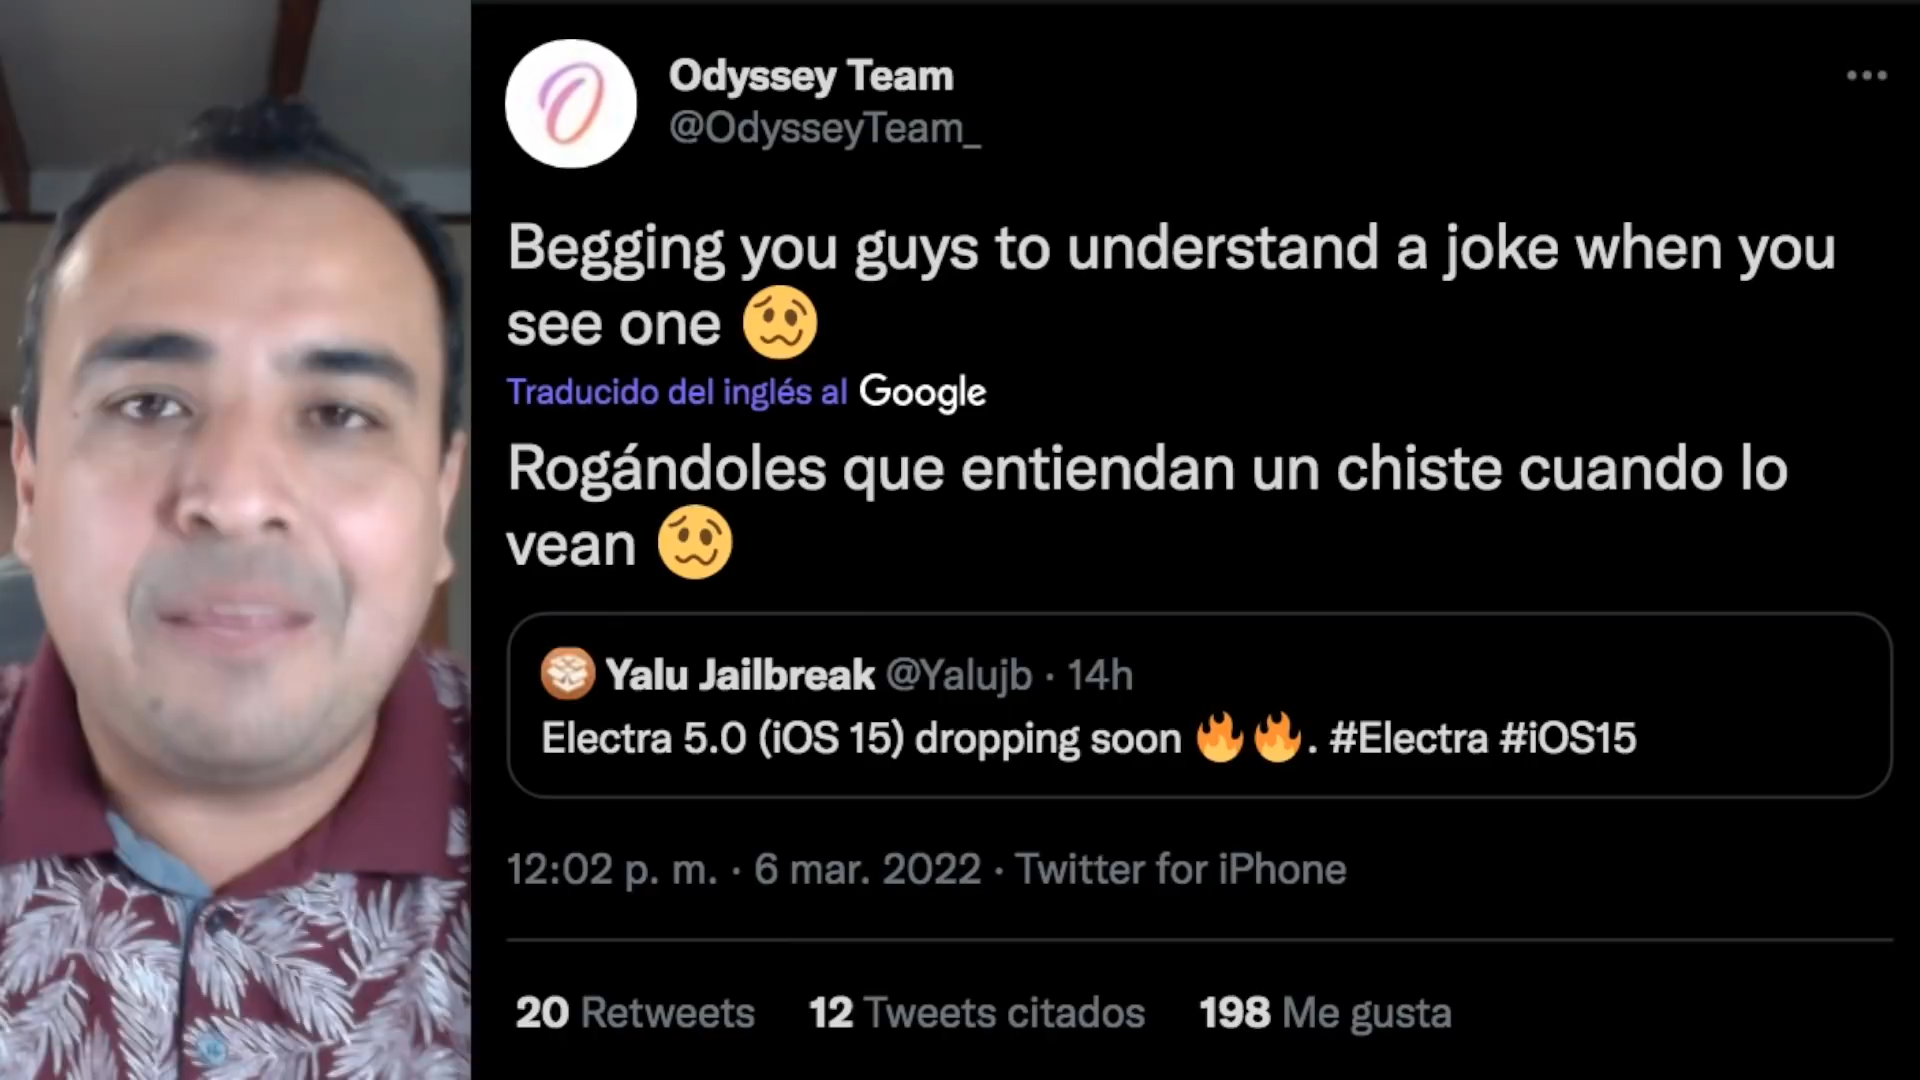 Odyssey Team
@OdysseyTeam_
Begging you guys to understand a joke when you
see one 🥴
Traducido del inglés al Google
Rogándoles que entiendan un chiste cuando lo
vean 🥴
Yalu Jailbreak @Yalujb · 14h
Electra 5.0 (iOS 15) dropping soon 🔥🔥. #Electra #iOS15
12:02 p. m. · 6 mar. 2022 · Twitter for iPhone
20 Retweets 12 Tweets citados 198 Me gusta